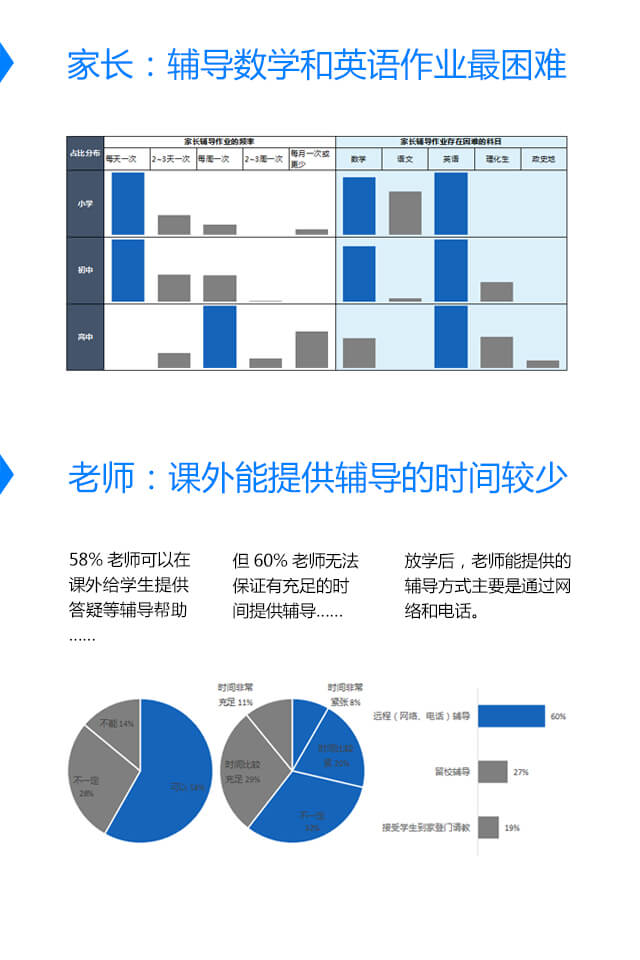 家长：辅导数学和英语作业最困难
占比分布
家长辅导作业的频率
家长辅导作业存在困难的科目
每天一次
2~3天一次
每周一次
2~3周一次
每月一次或
更少
数学
语文
英语
理化生
政史地
小学
初中
高中
老师：课外能提供辅导的时间较少
58% 老师可以在
课外给学生提供
答疑等辅导帮助
……
但 60% 老师无法
保证有充足的时
间提供辅导……
放学后，老师能提供的
辅导方式主要是通过网
络和电话。
不能 14%
不一定
28%
可以 58%
时间非常
充足 11%
时间非常
紧张 8%
时间比较
时间比较
充足 29%
不一定
32%
远程（网络、电话）辅导
60%
留校辅导
27%
接受学生到家登门请教
19%